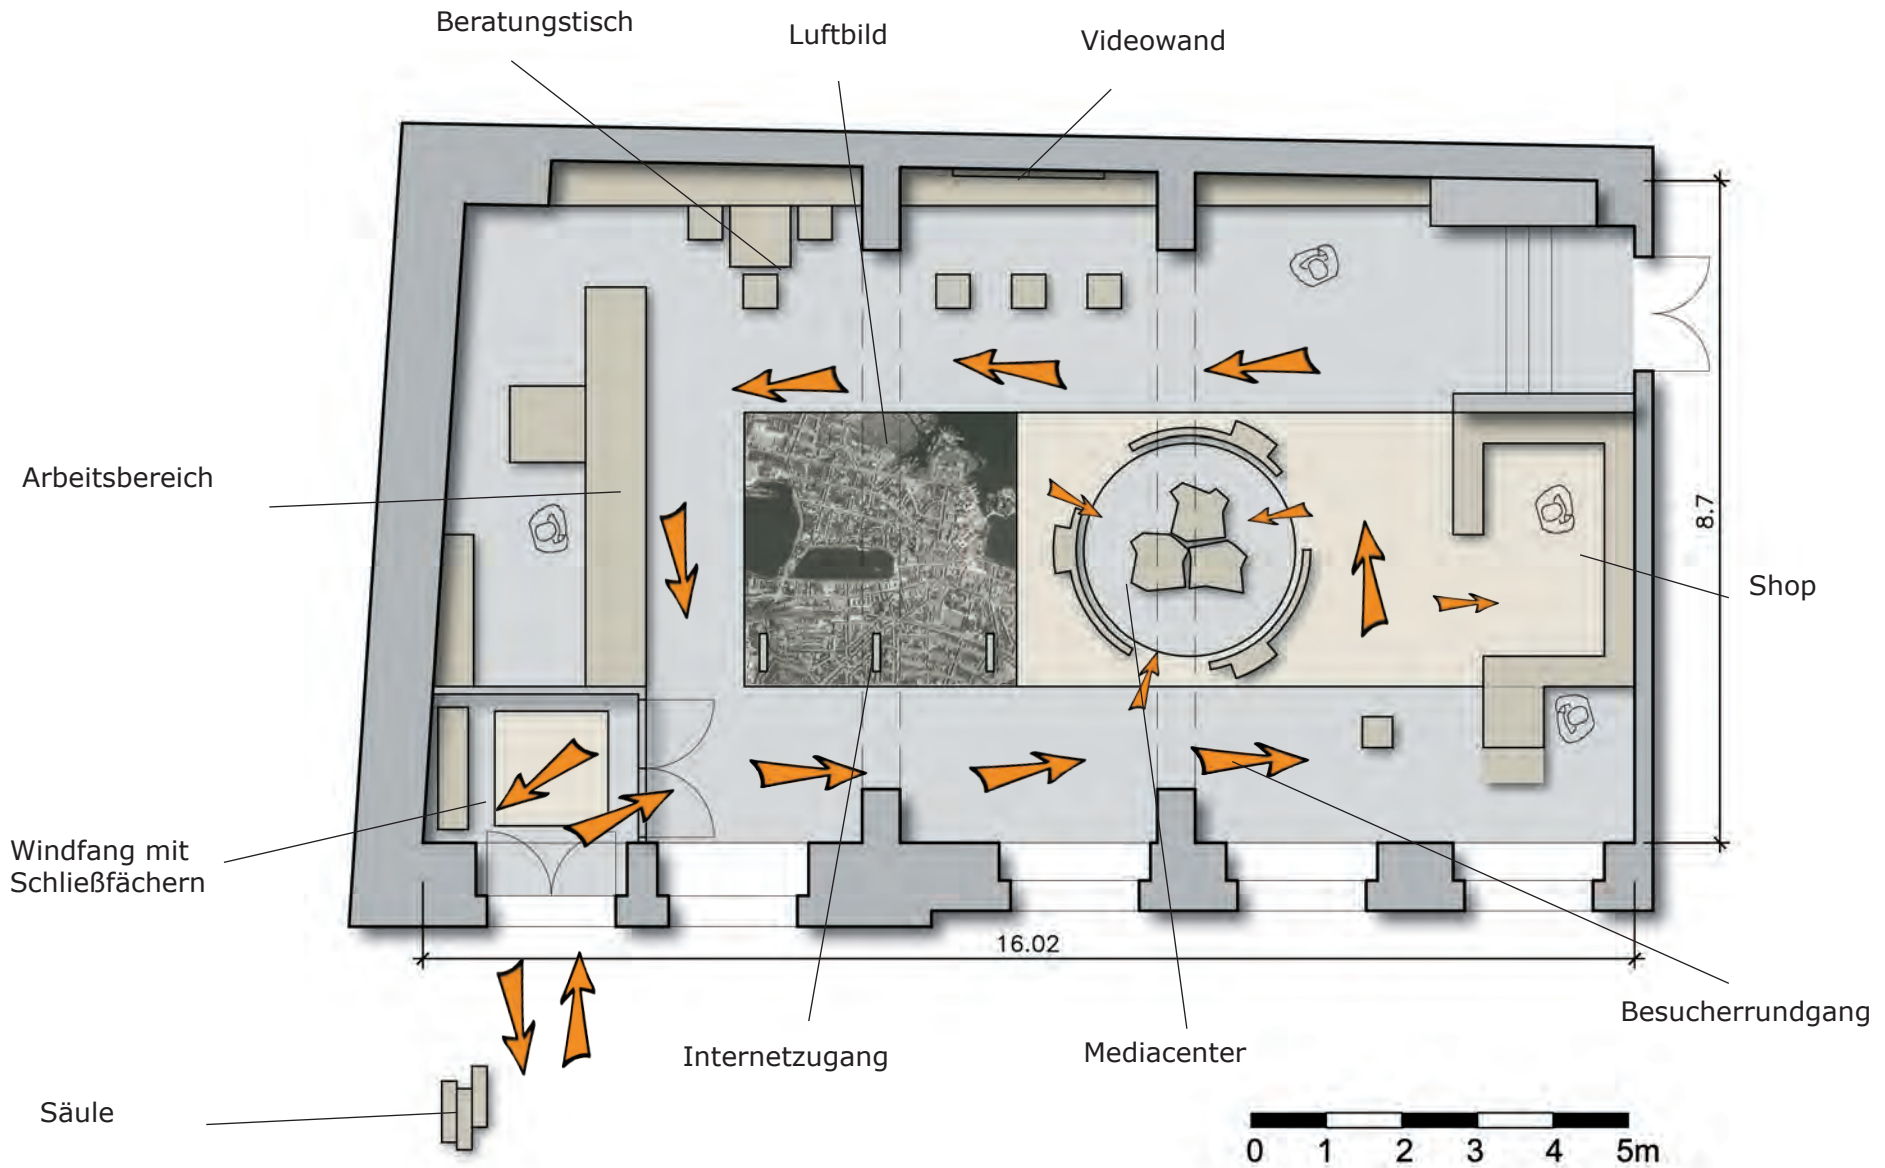 Beratungstisch
Luftbild
Videowand
Arbeitsbereich
8.7
Shop
Windfang mit
Schließfächern
16.02
Besucherrundgang
Internetzugang
Mediacenter
Säule
0 1 2 3 4 5m